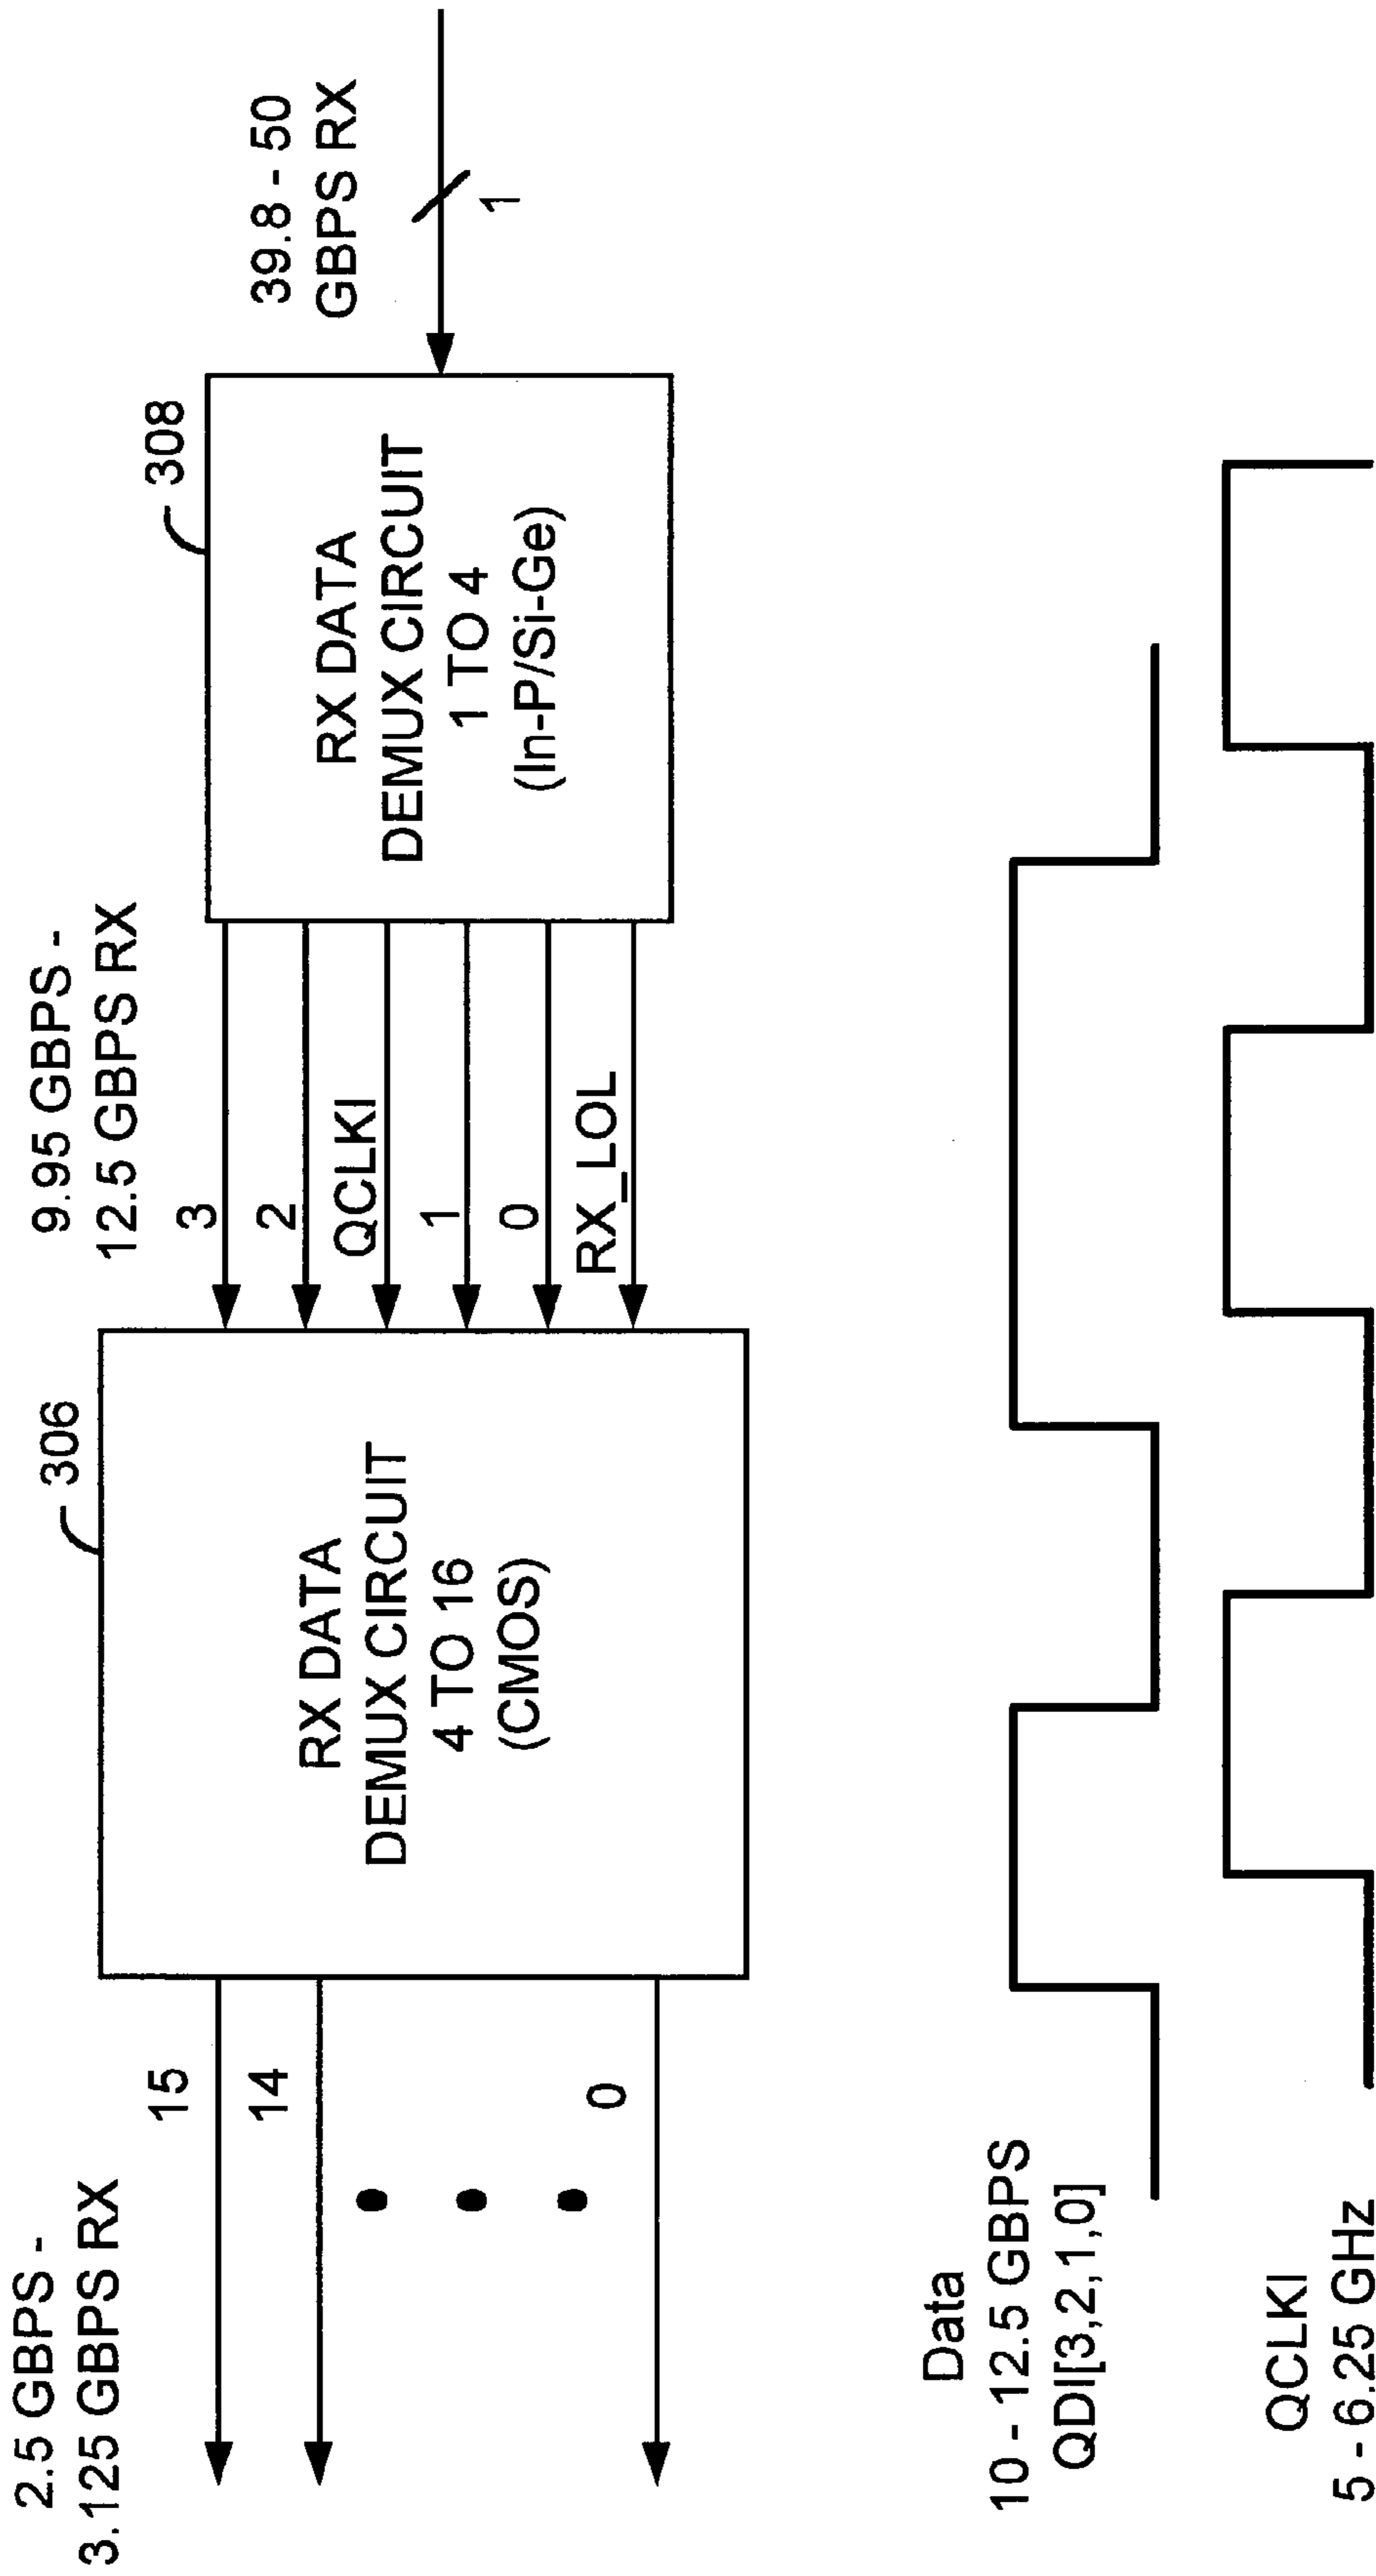 2.5 GBPS -
3.125 GBPS RX
15
14
0
306
RX DATA
DEMUX CIRCUIT
4 TO 16
(CMOS)
9.95 GBPS -
12.5 GBPS RX
3
2
QCLKI
1
0
RX_LOL
308
RX DATA
DEMUX CIRCUIT
1 TO 4
(In-P/Si-Ge)
39.8 - 50
GBPS RX
1
Data
10 - 12.5 GBPS
QDI[3,2,1,0]
QCLKI
5 - 6.25 GHz